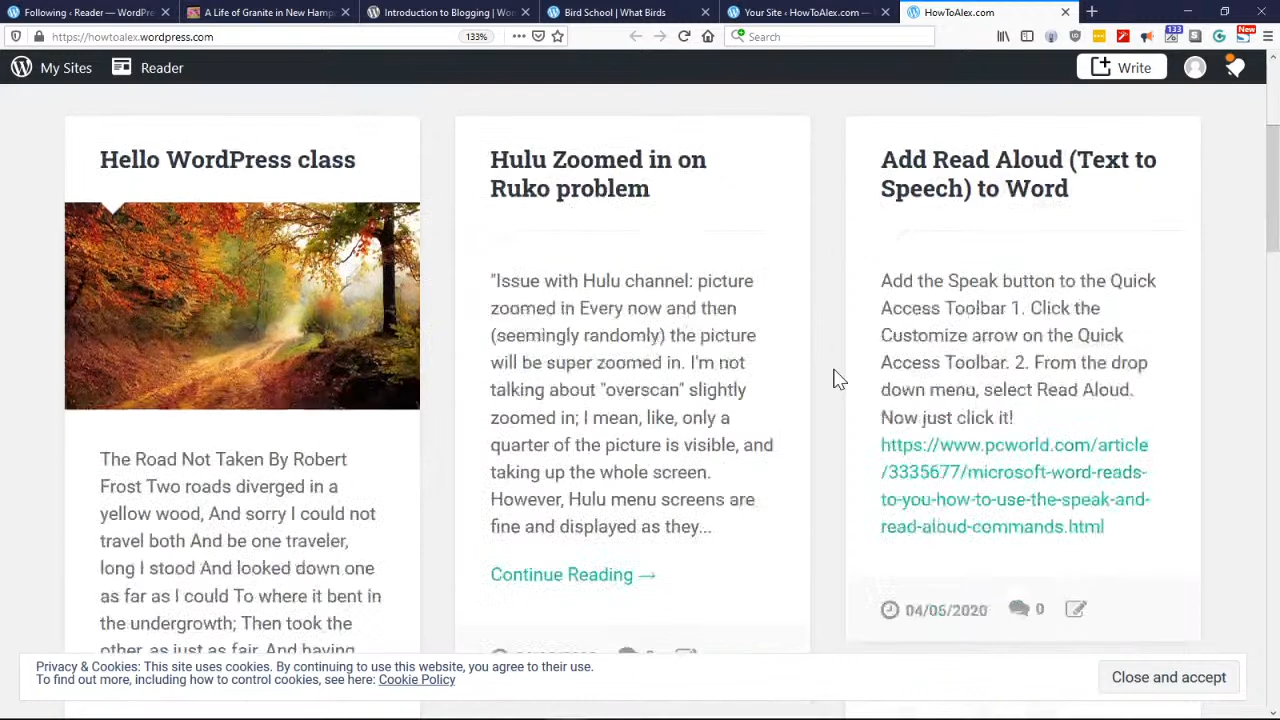 Following ‹ Reader — WordPre
A Life of Granite in New Hamp
Introduction to Blogging | Wo
Bird School | What Birds
Your Site ‹ HowToAlex.com —
HowToAlex.com
https://howtoalex.wordpress.com
133%
Search
133
New
My Sites
Reader
Write
Hello WordPress class
The Road Not Taken By Robert
Frost Two roads diverged in a
yellow wood, And sorry I could not
travel both And be one traveler,
long I stood And looked down one
as far as I could To where it bent in
the undergrowth; Then took the
other, as just as fair, And having
Hulu Zoomed in on
Ruko problem
"Issue with Hulu channel: picture
zoomed in Every now and then
(seemingly randomly) the picture
will be super zoomed in. I'm not
talking about "overscan" slightly
zoomed in; I mean, like, only a
quarter of the picture is visible, and
taking up the whole screen.
However, Hulu menu screens are
fine and displayed as they...
Continue Reading →
Add Read Aloud (Text to
Speech) to Word
Add the Speak button to the Quick
Access Toolbar 1. Click the
Customize arrow on the Quick
Access Toolbar. 2. From the drop
down menu, select Read Aloud.
Now just click it!
https://www.pcworld.com/article
/3335677/microsoft-word-reads-
to-you-how-to-use-the-speak-and-
read-aloud-commands.html
04/05/2020
0
Privacy & Cookies: This site uses cookies. By continuing to use this website, you agree to their use.
To find out more, including how to control cookies, see here: Cookie Policy
Close and accept